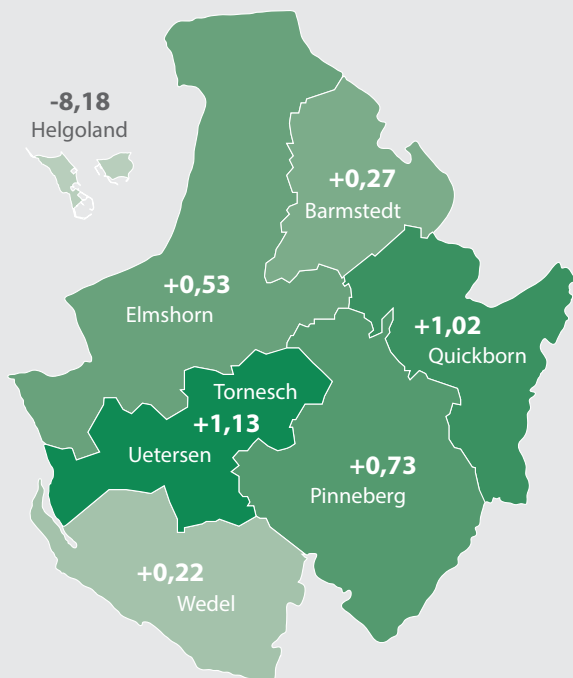 -8,18
Helgoland
+0,27
Barmstedt
+0,53
Elmshorn
+1,02
Quickborn
Tornesch
+1,13
Uetersen
+0,73
Pinneberg
+0,22
Wedel